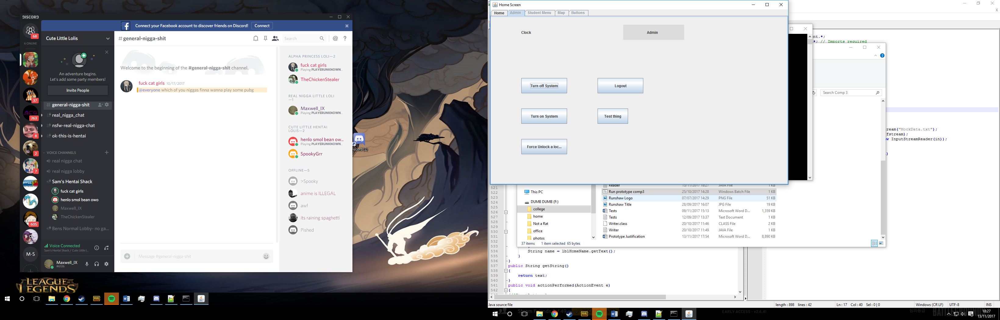 DISCORD
68
6 ONLINE
37
263
8
2
7
605
M-S
Connect your Facebook account to discover friends on Discord!
Connect
Cute Little Lolis
An adventure begins.
Let's add some party members!
Invite People
# general-nigga-shit
# real_nigga_chat
# nsfw-real-nigga-chat
# ok-this-is-hentai
VOICE CHANNELS
real nigga chat
real nigga lobby
Sam's Hentai Shack
fuck cat girls
henlo smol bean owo
Maxwell_IX
TheChickenStealer
Bens Normal Lobby- no ga...
Voice Connected
Sam's Hentai Shack / Cute Little L...
Maxwell_IX
#6126
#general-nigga-shit
Search
Welcome to the beginning of the #general-nigga-shit channel.
fuck cat girls 10/17/2017
@everyone which of you niggas finna wanna play some pubg
Message #general-nigga-shit
ALPHA PRINCESS LOLI—2
fuck cat girls
Playing PLAYERUNKNOWN...
TheChickenStealer
REAL NIGGA LITTLE LOLI
—1
Maxwell_IX
Playing PLAYERUNKNOWN...
CUTE LITTLE HENTAI
LOLIS—2
henlo smol bean ow..
Playing PLAYERUNKNOWN...
SpookyGrr
OFFLINE—5
>Spooky
anime is ILLEGAL
awf
its raining spaghetti
Pished
iscord (2)
LEAGUE of
LEGENDS
Home Screen
Home Admin Student Menu Map Buttons
Clock
Admin
Turn off System
Logout
Turn on System
Test thing
Force Unlock a loc...
nt.*;
*; // Imports required
Search Comp 3
ream("MockData.txt");
fstream);
w InputStreamReader(in));
)
This PC
DUMB DUMB (F:)
college
home
Not a Rat
office
photos
Reader 13/11/2017 18:27 JAVA File 1 KB
Run prototype comp3 25/10/2017 14:28 Windows Batch File 1 KB
Runshaw Logo 07/07/2017 14:29 PNG File 51 KB
Runshaw Title 28/09/2017 16:07 JPG File 19 KB
Tests 09/11/2017 15:13 Microsoft Word D... 1,359 KB
Tests 12/09/2017 13:37 Text Document 1 KB
Writer.class 20/10/2017 11:46 CLASS File 2 KB
Writer 20/10/2017 11:49 JAVA File 1 KB
Prototype Justification 13/11/2017 17:54 Microsoft Word D... 8,890 KB
37 items 1 item selected 65 bytes
521
522
523
524
525
526
527
528
529
530
531
532
533 }
534 String name = lblHomeName.getText();
535 }
536 }
537 public String getString()
538 {
539 return text;
540 }
541 public void actionPerformed(ActionEvent e)
542 {
Java source file
length : 898 lines : 42
Ln : 17 Col : 40 Sel : 0 | 0
Windows (CR LF)
UTF-8
INS
EARLY ACCESS - v2.6.41
18:27
13/11/2017